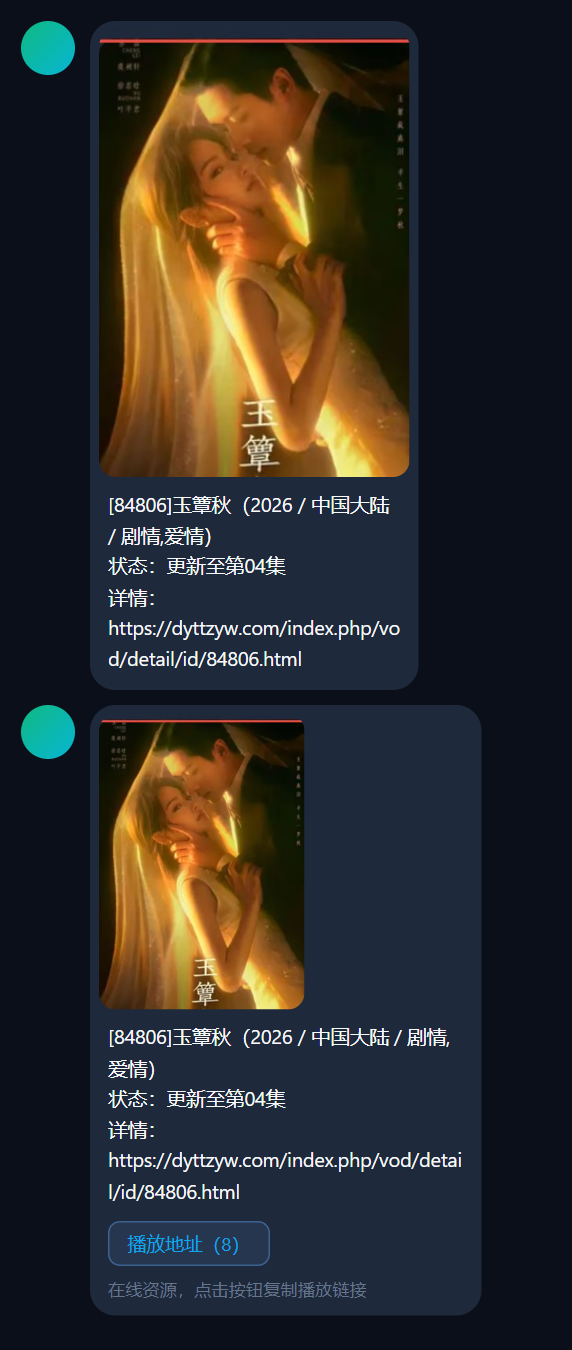 玉
簟
[84806]玉簟秋（2026 / 中国大陆
/ 剧情,爱情）
状态：更新至第04集
详情：
https://dyttzyw.com/index.php/vo
d/detail/id/84806.html
玉
簟
[84806]玉簟秋（2026 / 中国大陆 / 剧情,
爱情）
状态：更新至第04集
详情：
https://dyttzyw.com/index.php/vod/detai
l/id/84806.html
播放地址（8）
在线资源，点击按钮复制播放链接